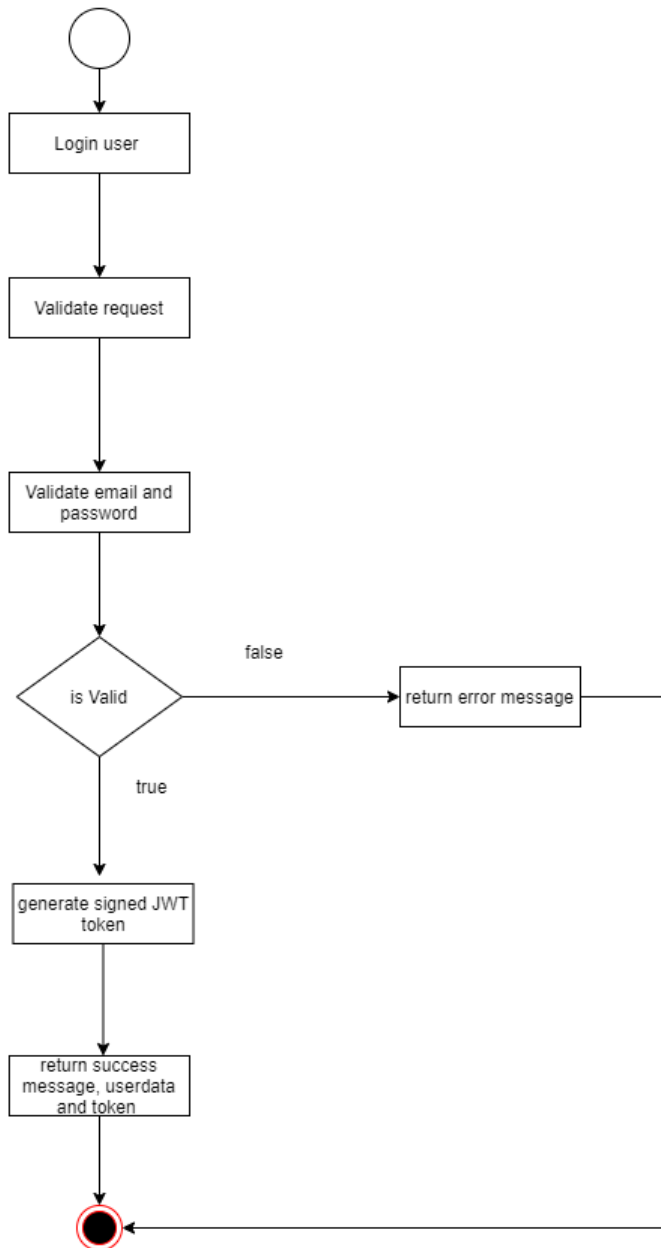 Login user
Validate request
Validate email and
password
is Valid
false
return error message
true
generate signed JWT
token
return success
message, userdata
and token